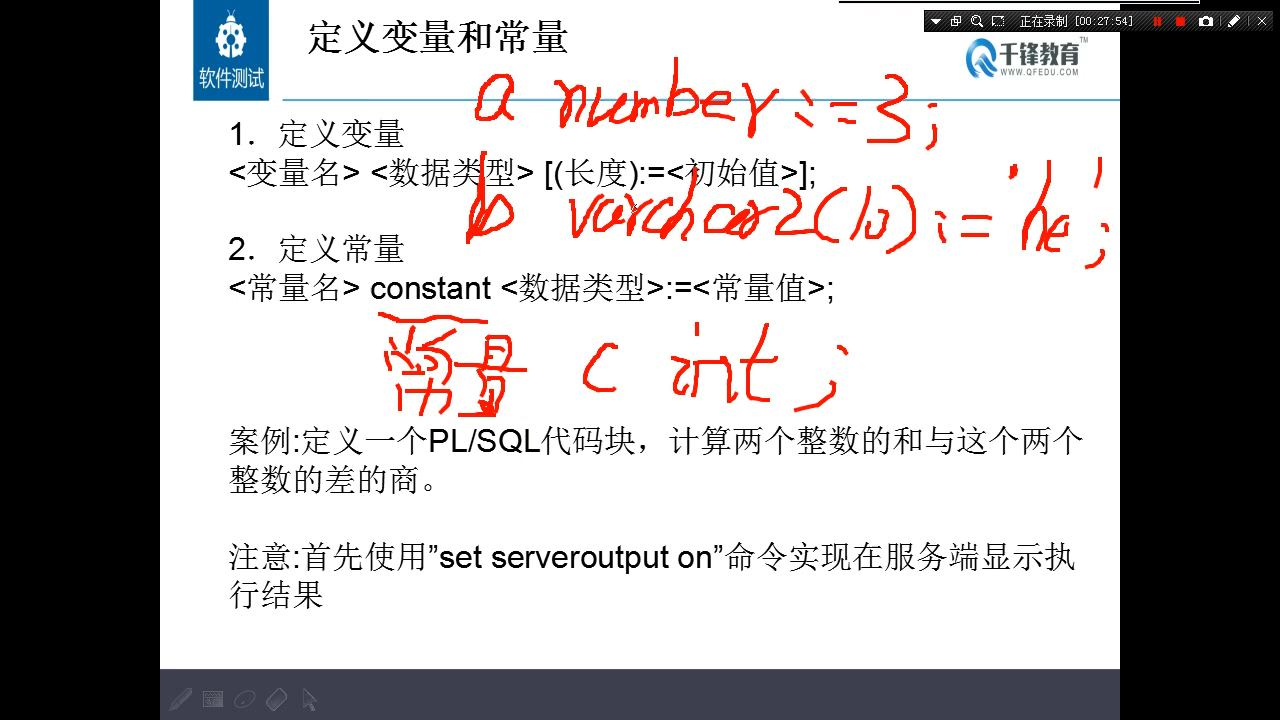 正在录制 [00:27:54]
软件测试
定义变量和常量
千锋教育™
WWW.QFEDU.COM
a number := 3;
1. 定义变量
<变量名> <数据类型> [(长度):=<初始值>];
b varchar2(10) := 'he';
2. 定义常量
<常量名> constant <数据类型>:=<常量值>;
常量 c int ;
案例:定义一个PL/SQL代码块，计算两个整数的和与这个两个
整数的差的商。
注意:首先使用”set serveroutput on”命令实现在服务端显示执
行结果